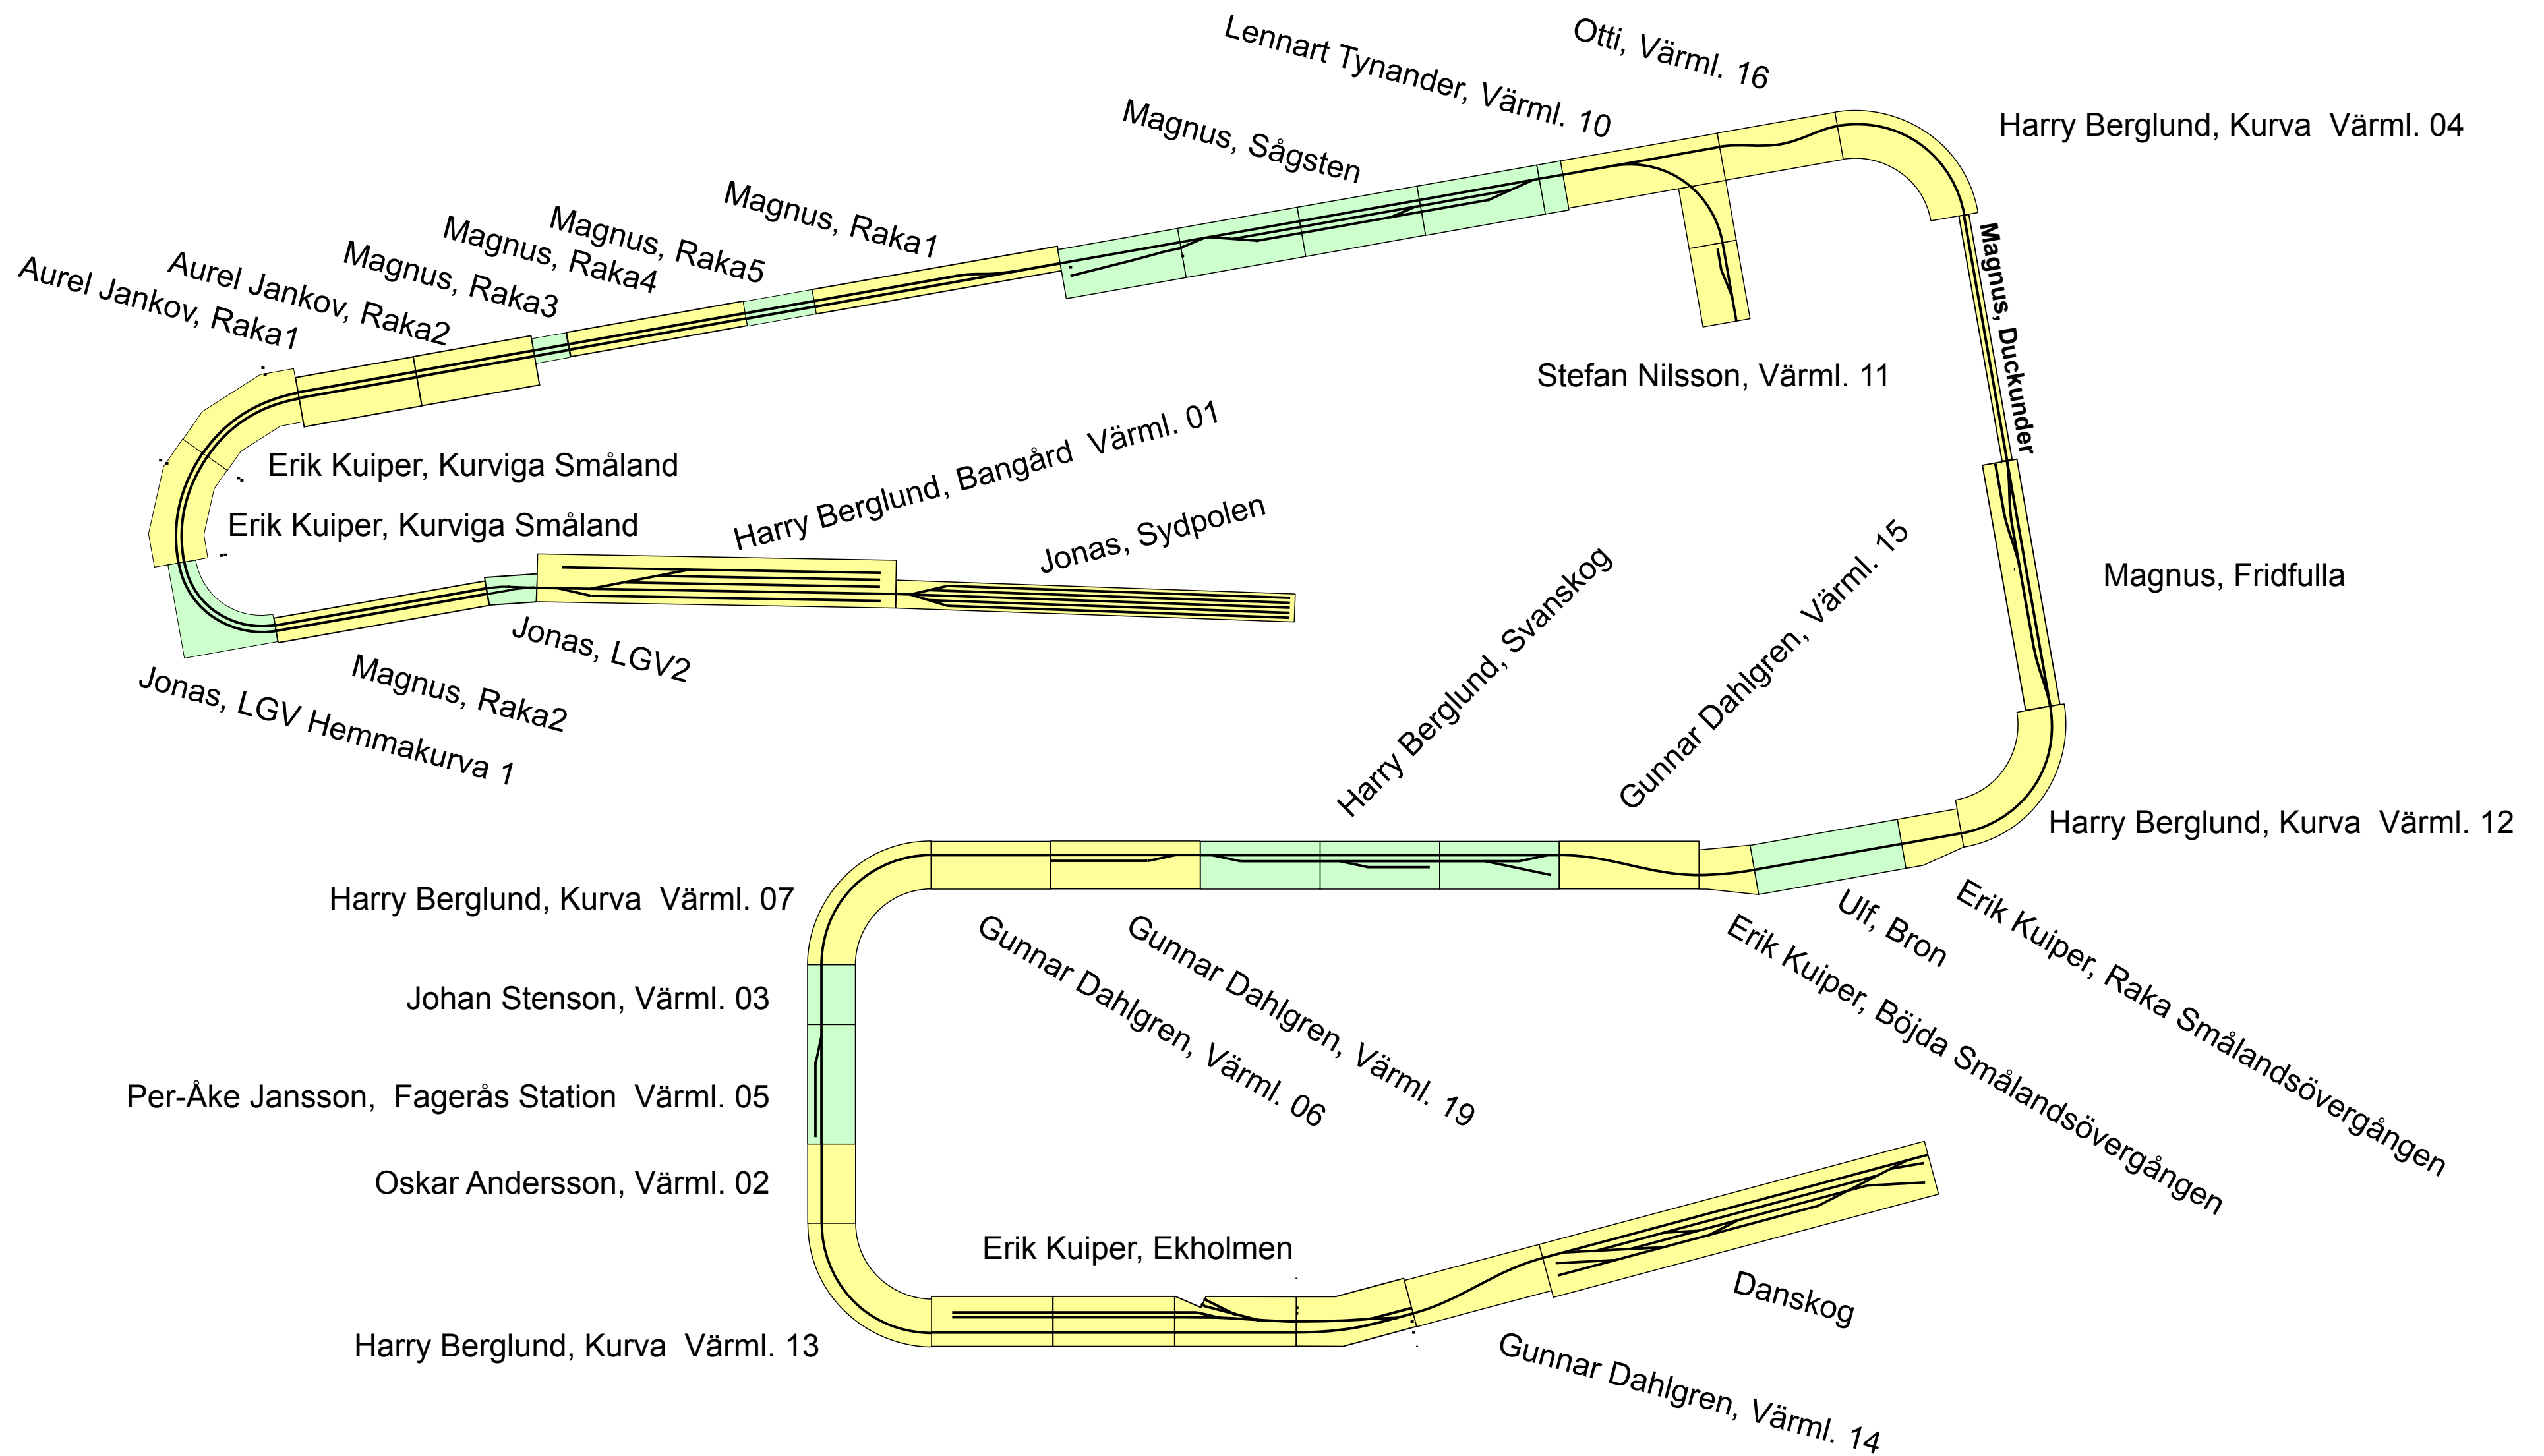 Otti, Värml. 16
Lennart Tynander, Värml. 10
Magnus, Sågsten
Harry Berglund, Kurva  Värml. 04
Magnus, Raka1
Magnus, Raka5
Magnus, Raka4
Magnus, Raka3
Aurel Jankov, Raka2
Aurel Jankov, Raka1
Magnus, Duckunder
Stefan Nilsson, Värml. 11
Erik Kuiper, Kurviga Småland
Erik Kuiper, Kurviga Småland
Harry Berglund, Bangård  Värml. 01
Jonas, Sydpolen
Magnus, Fridfulla
Jonas, LGV2
Magnus, Raka2
Jonas, LGV Hemmakurva 1
Harry Berglund, Svanskog
Gunnar Dahlgren, Värml. 15
Harry Berglund, Kurva  Värml. 12
Harry Berglund, Kurva  Värml. 07
Gunnar Dahlgren, Värml. 06
Gunnar Dahlgren, Värml. 19
Erik Kuiper, Böjda Smålandsövergången
Ulf, Bron
Erik Kuiper, Raka Smålandsövergången
Johan Stenson, Värml. 03
Per-Åke Jansson,  Fagerås Station  Värml. 05
Oskar Andersson, Värml. 02
Erik Kuiper, Ekholmen
Danskog
Harry Berglund, Kurva  Värml. 13
Gunnar Dahlgren, Värml. 14